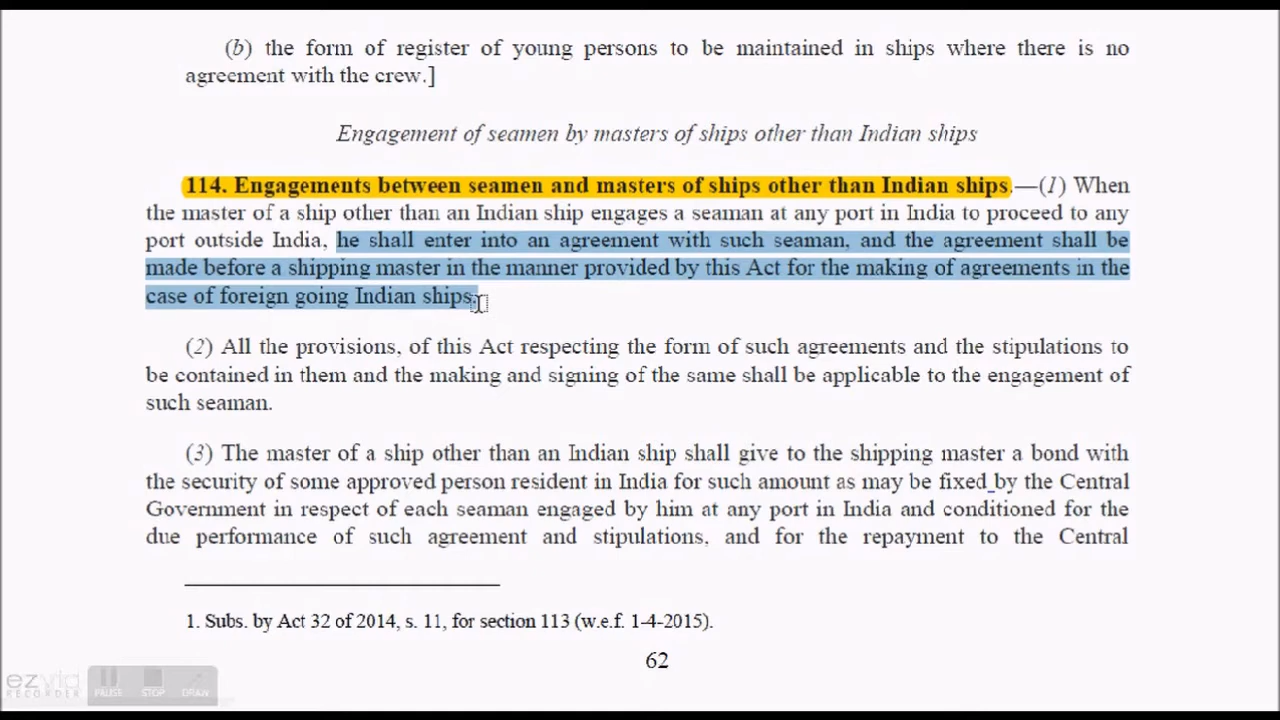 (b) the form of register of young persons to be maintained in ships where there is no
agreement with the crew.]
Engagement of seamen by masters of ships other than Indian ships
114. Engagements between seamen and masters of ships other than Indian ships.—(1) When
the master of a ship other than an Indian ship engages a seaman at any port in India to proceed to any
port outside India, he shall enter into an agreement with such seaman, and the agreement shall be
made before a shipping master in the manner provided by this Act for the making of agreements in the
case of foreign going Indian ships.
(2) All the provisions, of this Act respecting the form of such agreements and the stipulations to
be contained in them and the making and signing of the same shall be applicable to the engagement of
such seaman.
(3) The master of a ship other than an Indian ship shall give to the shipping master a bond with
the security of some approved person resident in India for such amount as may be fixed by the Central
Government in respect of each seaman engaged by him at any port in India and conditioned for the
due performance of such agreement and stipulations, and for the repayment to the Central
1. Subs. by Act 32 of 2014, s. 11, for section 113 (w.e.f. 1-4-2015).
62
ezvid
RECORDER
PAUSE STOP DRAW